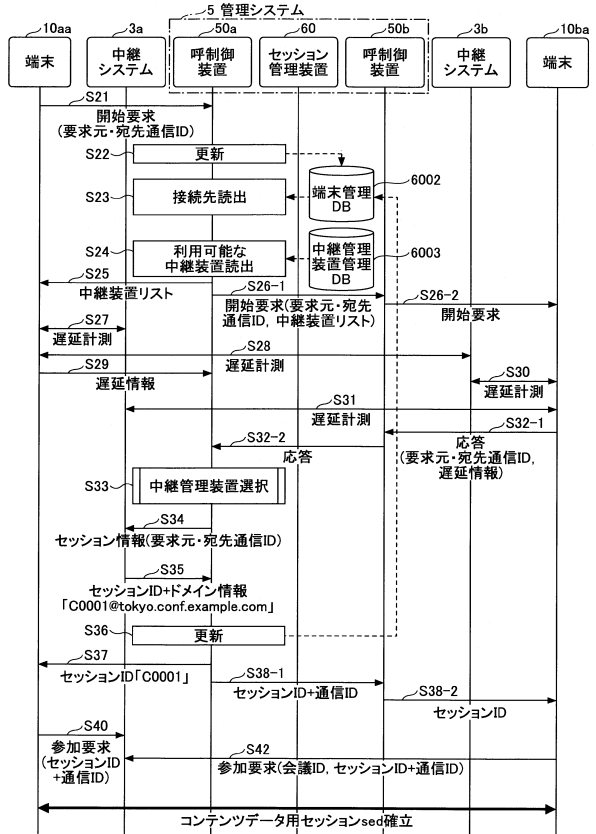 5 管理システム
10aa
3a
50a
60
50b
3b
10ba
端末
中継
システム
呼制御
装置
セッション
管理装置
呼制御
装置
中継
システム
端末
S21
開始要求
(要求元・宛先通信ID)
S22
更新
S23
接続先読出
端末管理
DB
6002
S24
利用可能な
中継装置読出
中継管理
装置管理
DB
6003
S25
中継装置リスト
S26-1
開始要求(要求元・宛先
通信ID, 中継装置リスト)
S26-2
開始要求
S27
遅延計測
S28
遅延計測
S29
遅延情報
S30
遅延計測
S31
遅延計測
S32-1
応答
(要求元・宛先通信ID,
遅延情報)
S32-2
応答
S33
中継管理装置選択
S34
セッション情報(要求元・宛先通信ID)
S35
セッションID+ドメイン情報
「C0001@tokyo.conf.example.com」
S36
更新
S37
セッションID「C0001」
S38-1
セッションID+通信ID
S38-2
セッションID
S40
参加要求
(セッションID
+通信ID)
S42
参加要求(会議ID, セッションID+通信ID)
コンテンツデータ用セッションsed確立